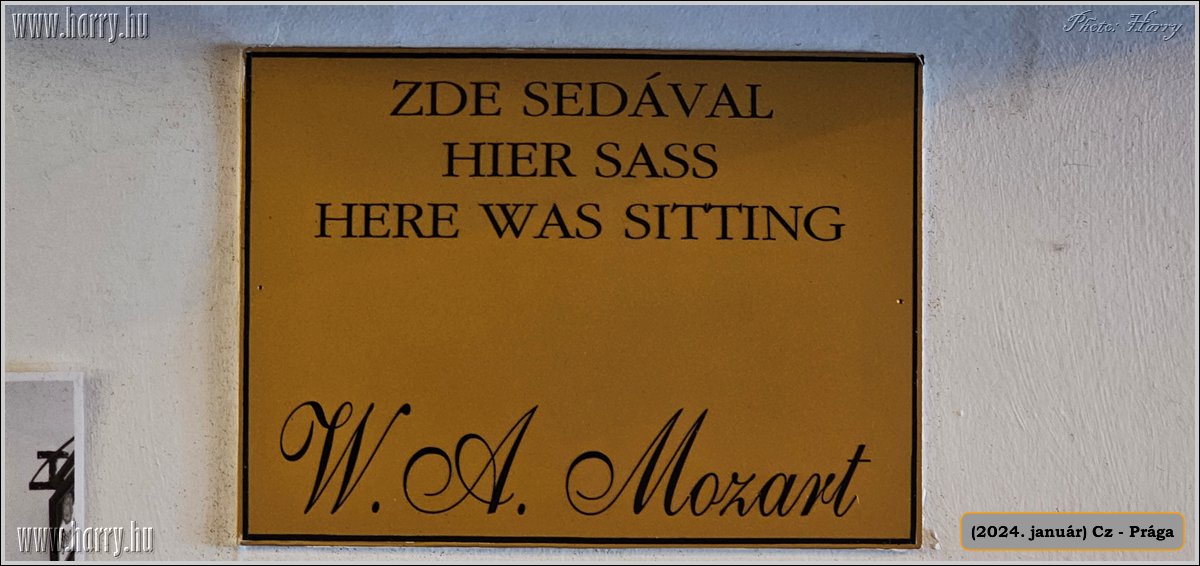 www.harry.hu
Photo: Harry
ZDE SEDÁVAL
HIER SASS
HERE WAS SITTING
W. A. Mozart
www.harry.hu
(2024. január) Cz - Prága